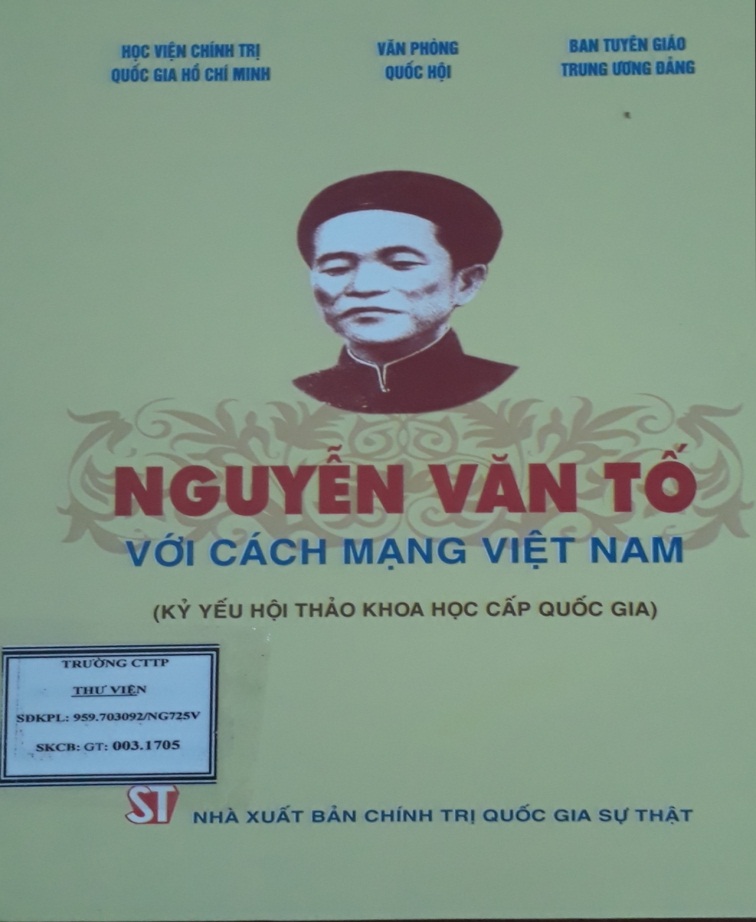 HỌC VIỆN CHÍNH TRỊ
QUỐC GIA HỒ CHÍ MINH
VĂN PHÒNG
QUỐC HỘI
BAN TUYÊN GIÁO
TRUNG ƯƠNG ĐẢNG
NGUYỄN VĂN TỐ
VỚI CÁCH MẠNG VIỆT NAM
(KỶ YẾU HỘI THẢO KHOA HỌC CẤP QUỐC GIA)
TRƯỜNG CTTP
THƯ VIỆN
SĐKPL: 959.703092/NG725V
SKCB: GT: 003.1705
ST NHÀ XUẤT BẢN CHÍNH TRỊ QUỐC GIA SỰ THẬT